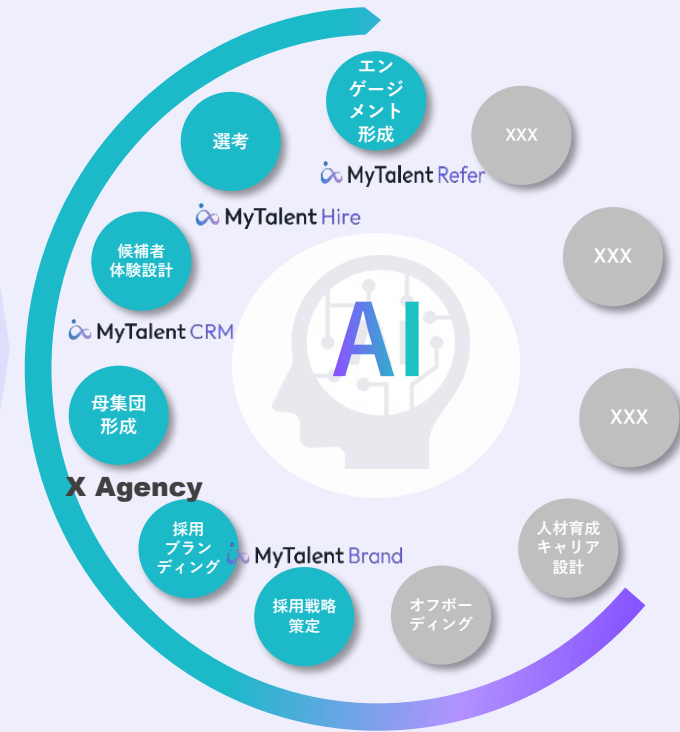 エン
ゲージ
メント
形成
XXX
選考
MyTalent Refer
MyTalent Hire
候補者
体験設計
XXX
AI
MyTalent CRM
母集団
形成
XXX
X Agency
採用
ブラン
ディング
MyTalent Brand
人材育成
キャリア
設計
採用戦略
策定
オフボー
ディング